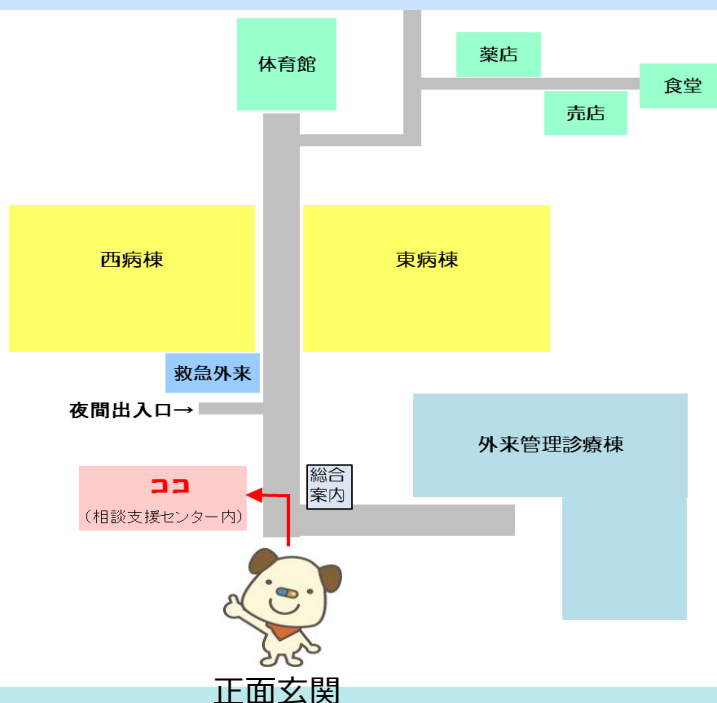 体育館
薬店
食堂
売店
西病棟
東病棟
救急外来
夜間出入口→
外来管理診療棟
ココ
(相談支援センター内)
総合
案内
正面玄関